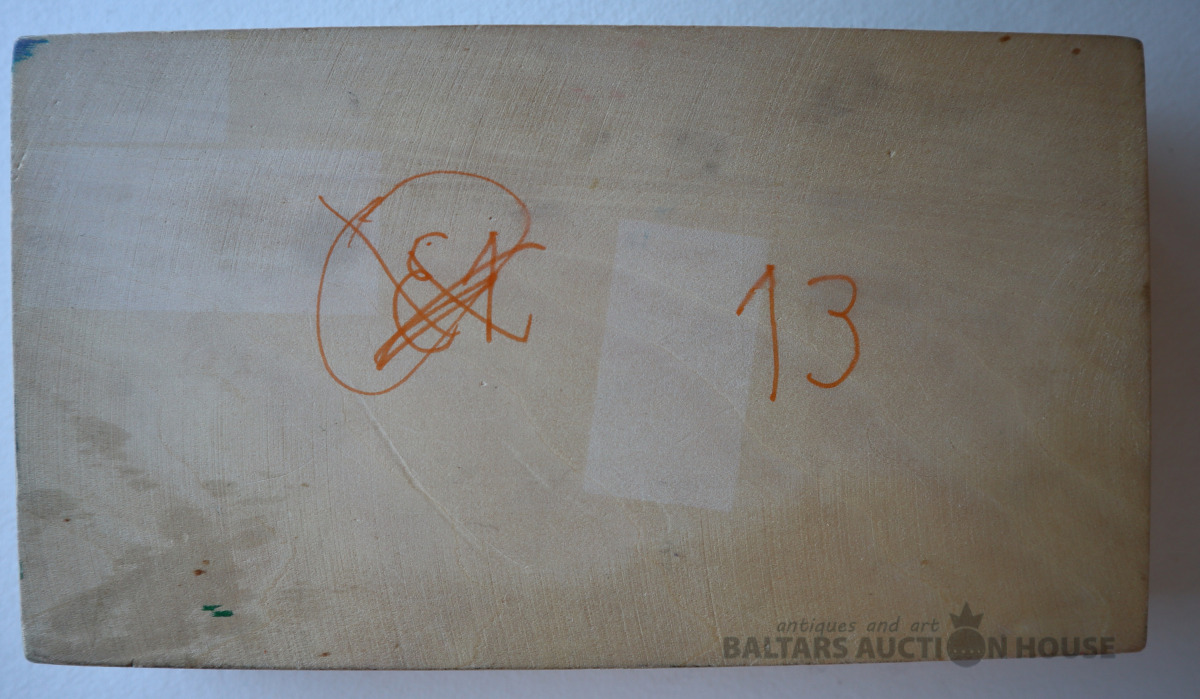 13
antiques and art
BALTARS AUCTION HOUSE